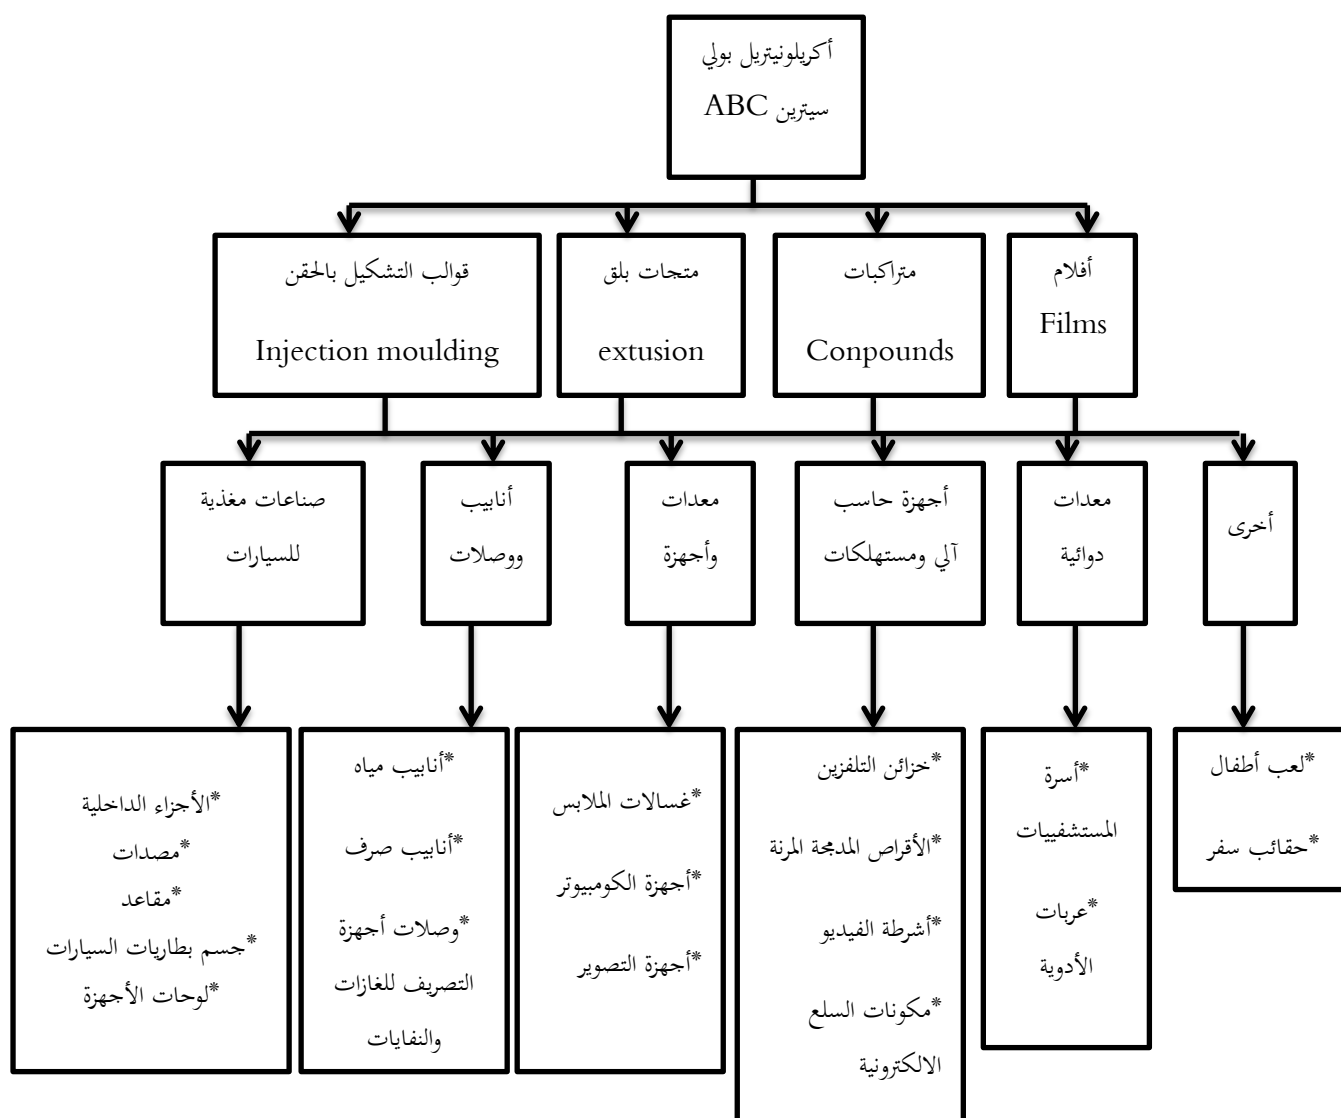 أكريلونيتريل بولي
سيترين ABC
أفلام
Films
متراكبات
Conpounds
متجات بلق
extusion
قوالب التشكيل بالحقن
Injection moulding
أخرى
معدات
دوائية
أجهزة حاسب
آلي ومستهلكات
معدات
وأجهزة
أنابيب
ووصلات
صناعات مغذية
للسيارات
*لعب أطفال
*حقائب سفر
*أسرة
المستشفييات
*عربات
الأدوية
*خزائن التلفزين
*الأقراص المدمجة المرنة
*أشرطة الفيديو
*مكونات السلع
الالكترونية
*غسالات الملابس
*أجهزة الكومبيوتر
*أجهزة التصوير
*أنابيب مياه
*أنابيب صرف
*وصلات أجهزة
التصريف للغازات
والنفايات
*الأجزاء الداخلية
*مصدات
*مقاعد
*جسم بطاريات السيارات
*لوحات الأجهزة